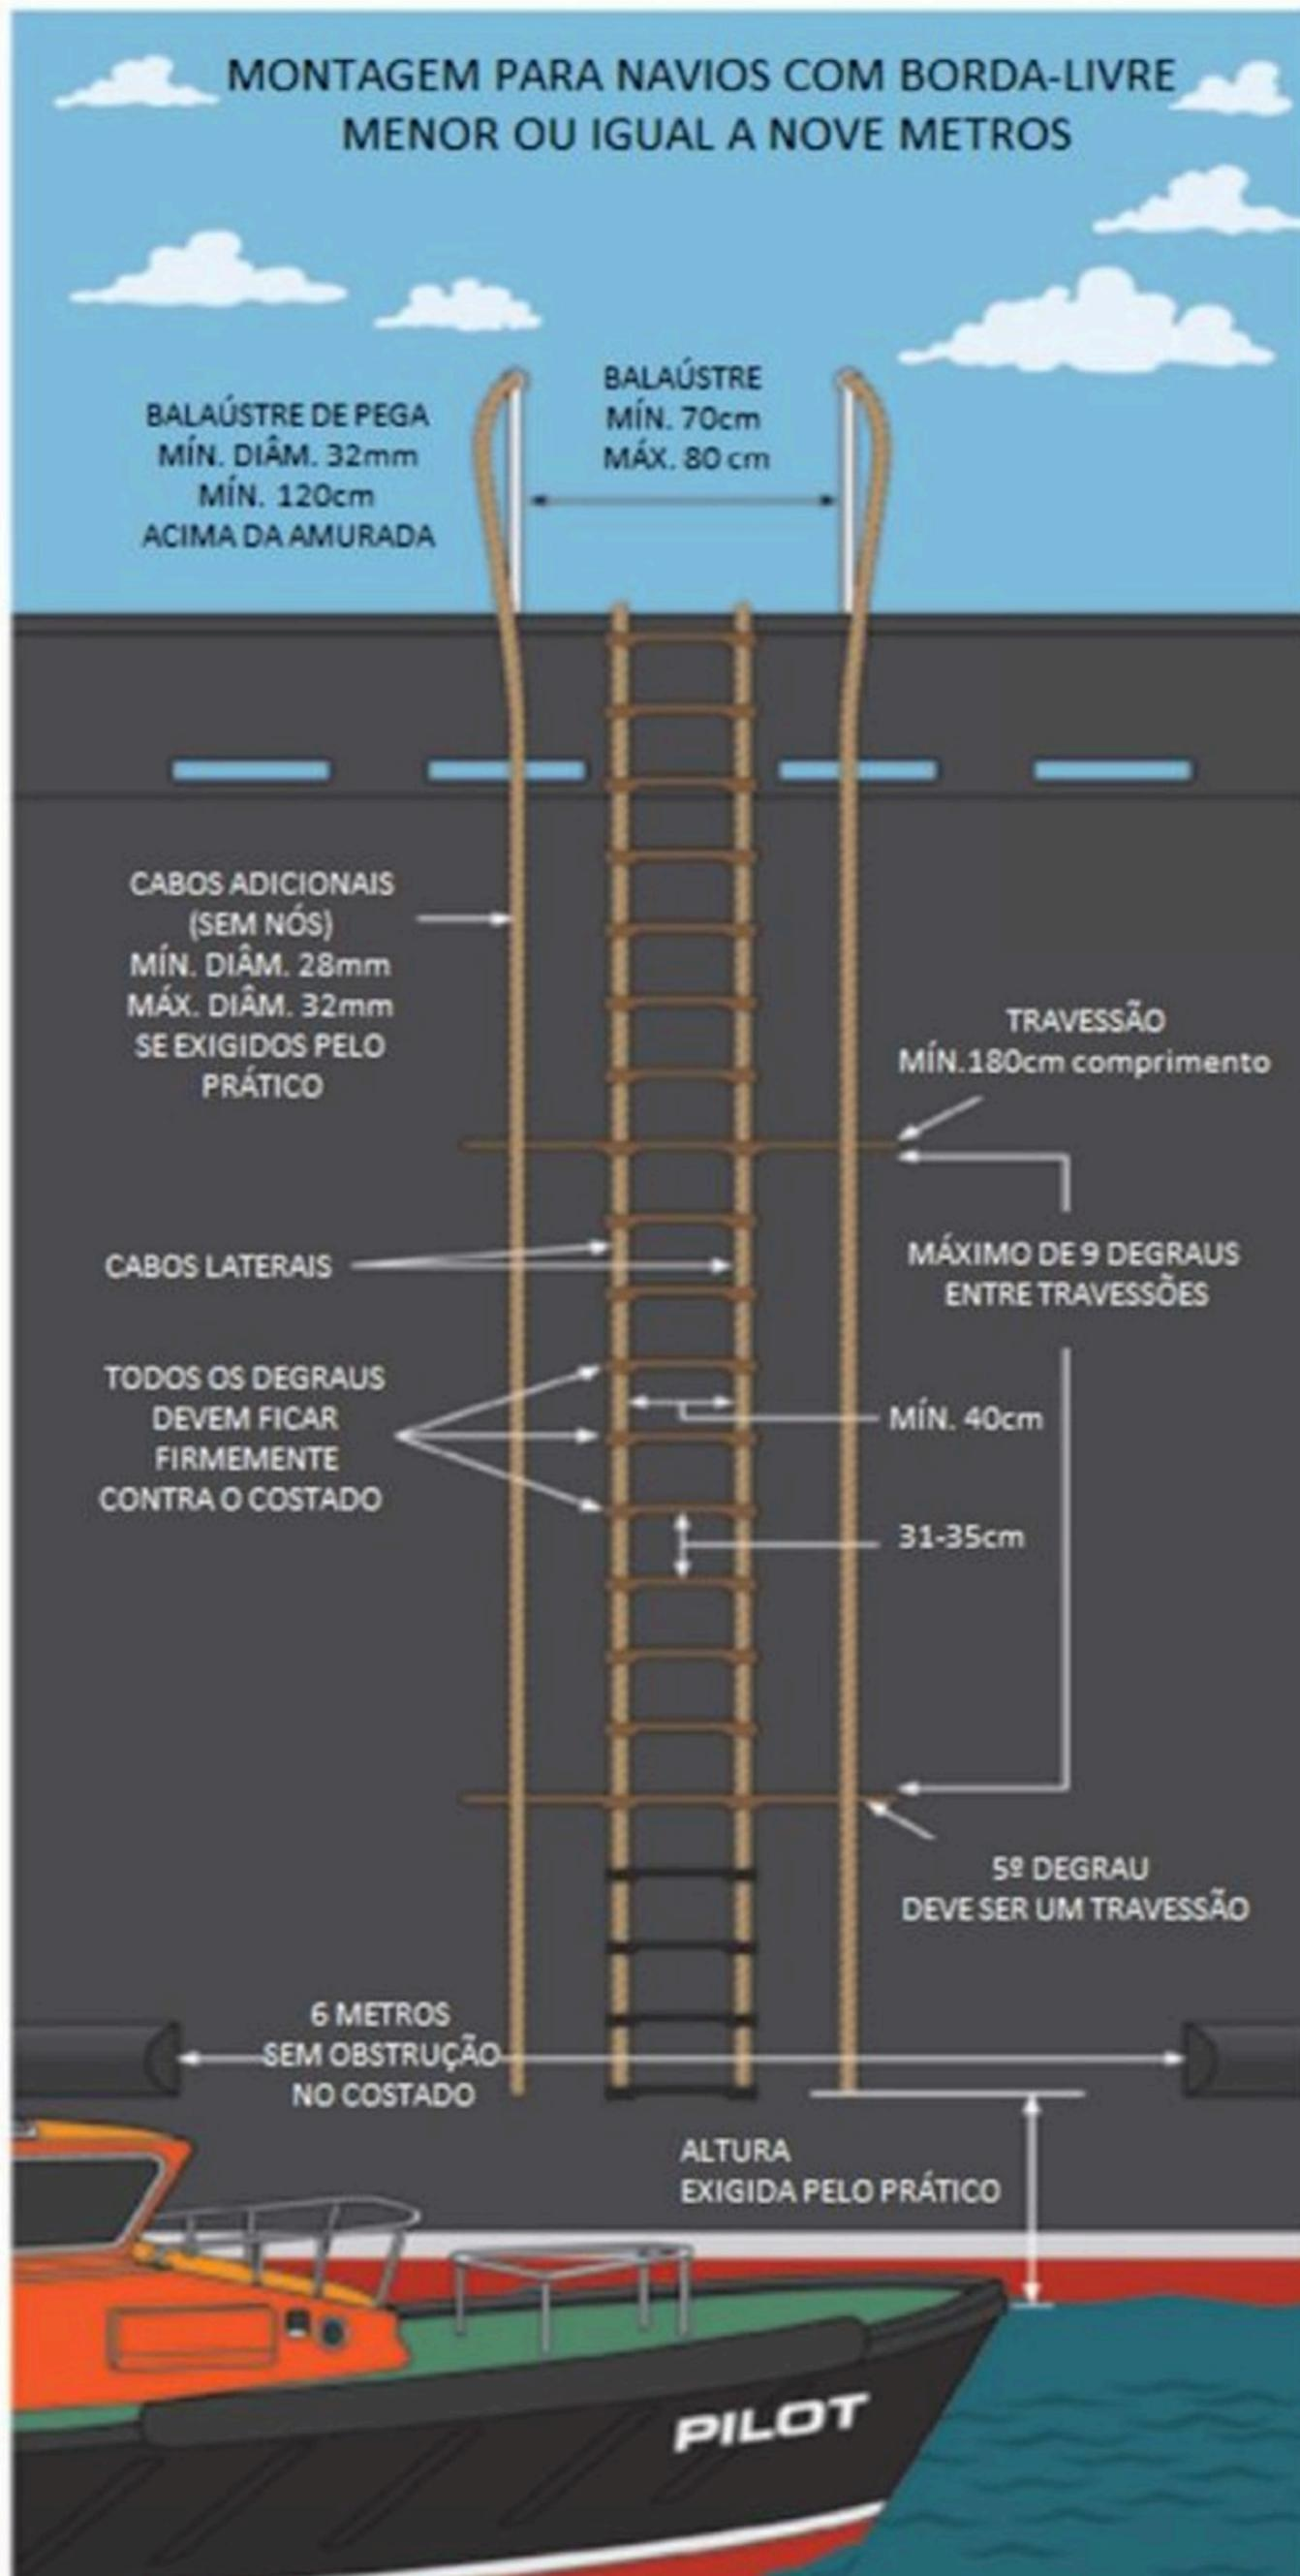 MONTAGEM PARA NAVIOS COM BORDA-LIVRE
MENOR OU IGUAL A NOVE METROS
BALAÚSTRE DE PEGA
MÍN. DIÂM. 32mm
MÍN. 120cm
ACIMA DA AMURADA
BALAÚSTRE
MÍN. 70cm
MÁX. 80 cm
CABOS ADICIONAIS
(SEM NÓS)
MÍN. DIÂM. 28mm
MÁX. DIÂM. 32mm
SE EXIGIDOS PELO
PRÁTICO
TRAVESSÃO
MÍN.180cm comprimento
CABOS LATERAIS
MÁXIMO DE 9 DEGRAUS
ENTRE TRAVESSÕES
TODOS OS DEGRAUS
DEVEM FICAR
FIRMEMENTE
CONTRA O COSTADO
MÍN. 40cm
31-35cm
5º DEGRAU
DEVE SER UM TRAVESSÃO
6 METROS
SEM OBSTRUÇÃO
NO COSTADO
ALTURA
EXIGIDA PELO PRÁTICO
PILOT